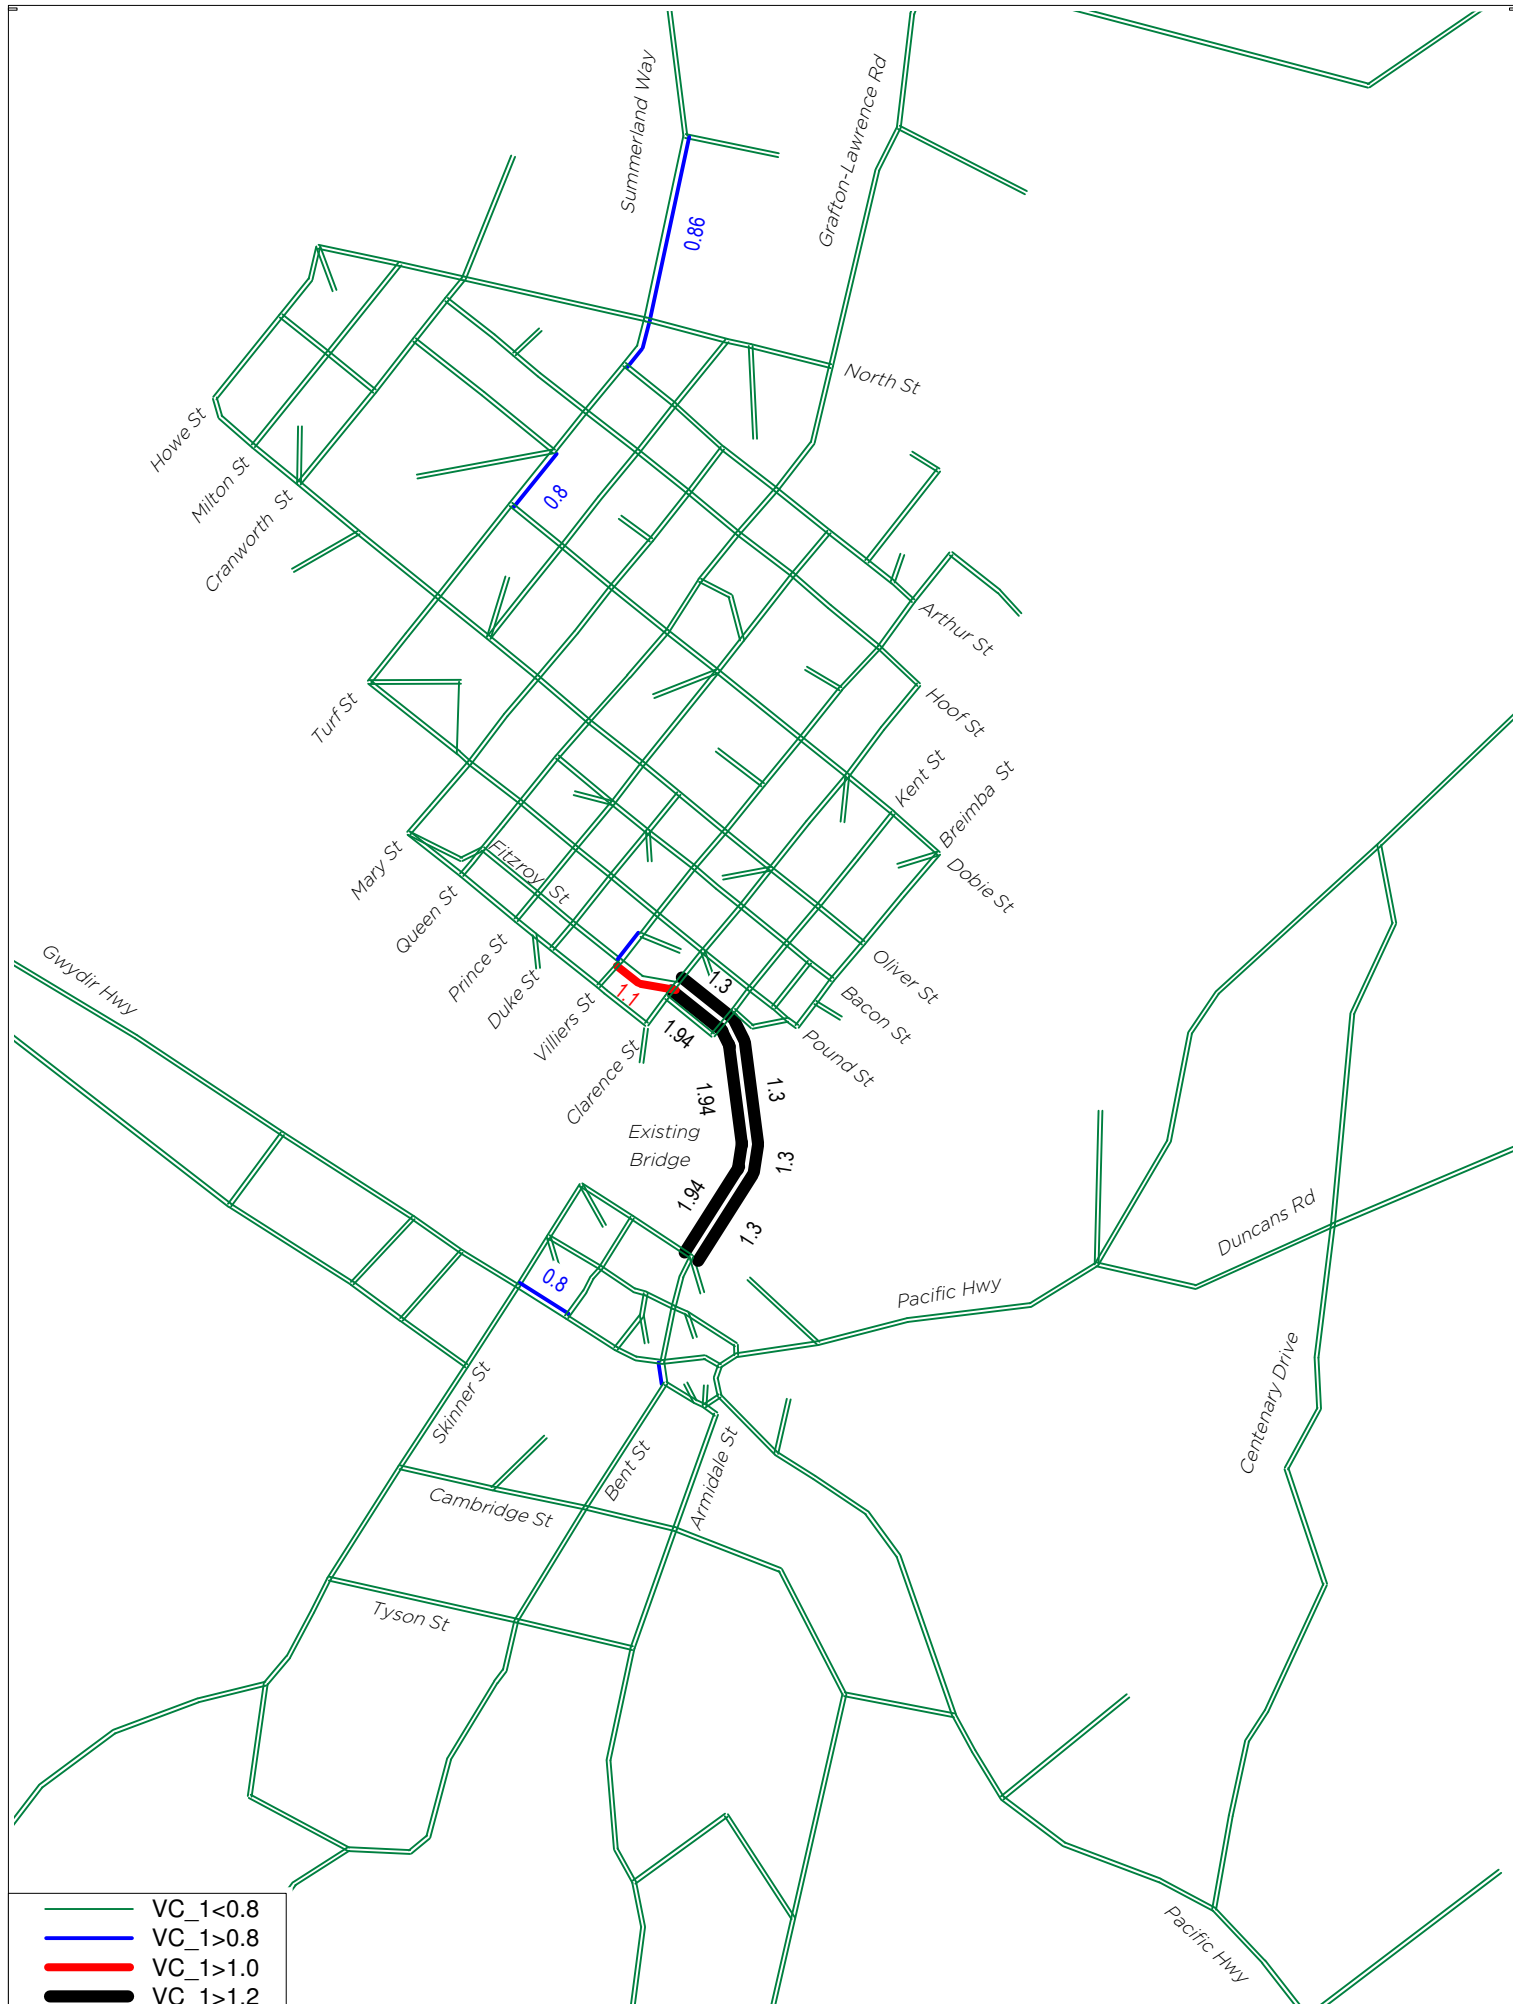 Summerland Way
Grafton-Lawrence Rd
0.86
North St
Howe St
Milton St
Cranworth St
0.8
Arthur St
Turf St
Hoof St
Kent St
Breimba St
Mary St
Fitzroy St
Dobie St
Queen St
Gwydir Hwy
Prince St
Duke St
Oliver St
1.3
1.1
Villiers St
Bacon St
1.94
Pound St
Clarence St
1.94
1.3
Existing
Bridge
1.3
1.94
1.3
Duncans Rd
0.8
Pacific Hwy
Centenary Drive
Skinner St
Bent St
Armidale St
Cambridge St
Tyson St
Pacific Hwy
VC_1<0.8
VC_1>0.8
VC_1>1.0
VC_1>1.2